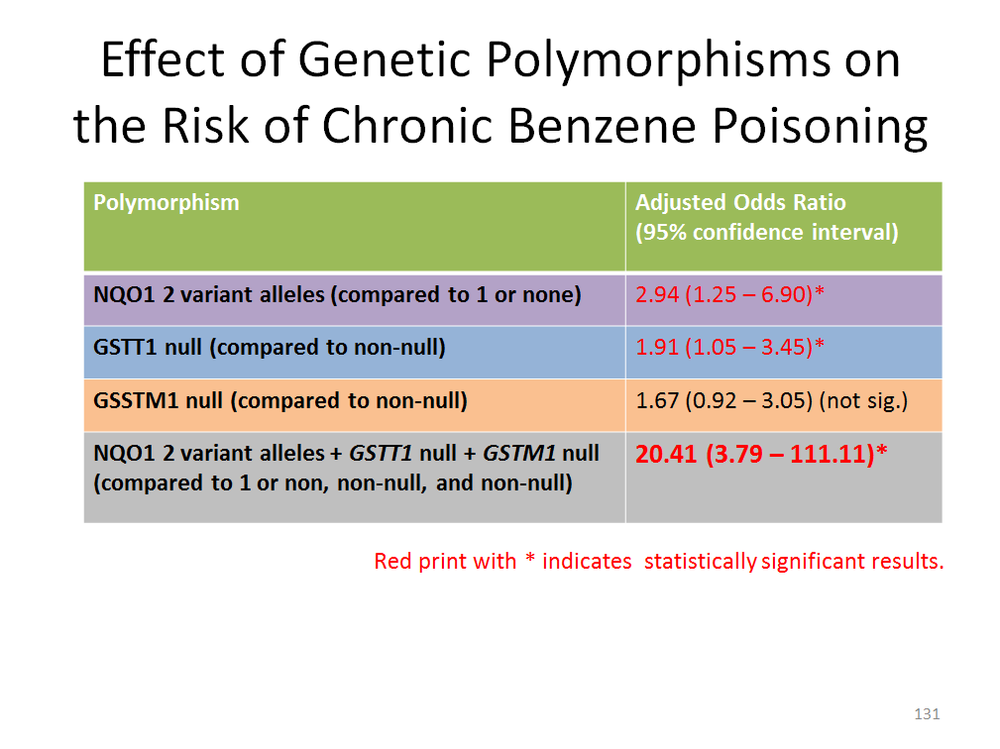 Effect of Genetic Polymorphisms on
the Risk of Chronic Benzene Poisoning
Polymorphism
Adjusted Odds Ratio
(95% confidence interval)
NQO1 2 variant alleles (compared to 1 or none)
2.94 (1.25 – 6.90)*
GSTT1 null (compared to non-null)
1.91 (1.05 – 3.45)*
GSSTM1 null (compared to non-null)
1.67 (0.92 – 3.05) (not sig.)
NQO1 2 variant alleles + GSTT1 null + GSTM1 null
(compared to 1 or non, non-null, and non-null)
20.41 (3.79 – 111.11)*
Red print with * indicates statistically significant results.
131